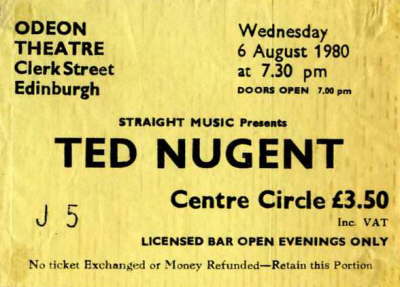 ODEON
THEATRE
Clerk Street
Edinburgh
Wednesday
6 August 1980
at 7.30 pm
DOORS OPEN 7.00 pm
STRAIGHT MUSIC Presents
TED NUGENT
Centre Circle £3.50
Inc. VAT
J 5
LICENSED BAR OPEN EVENINGS ONLY
No ticket Exchanged or Money Refunded—Retain this Portion